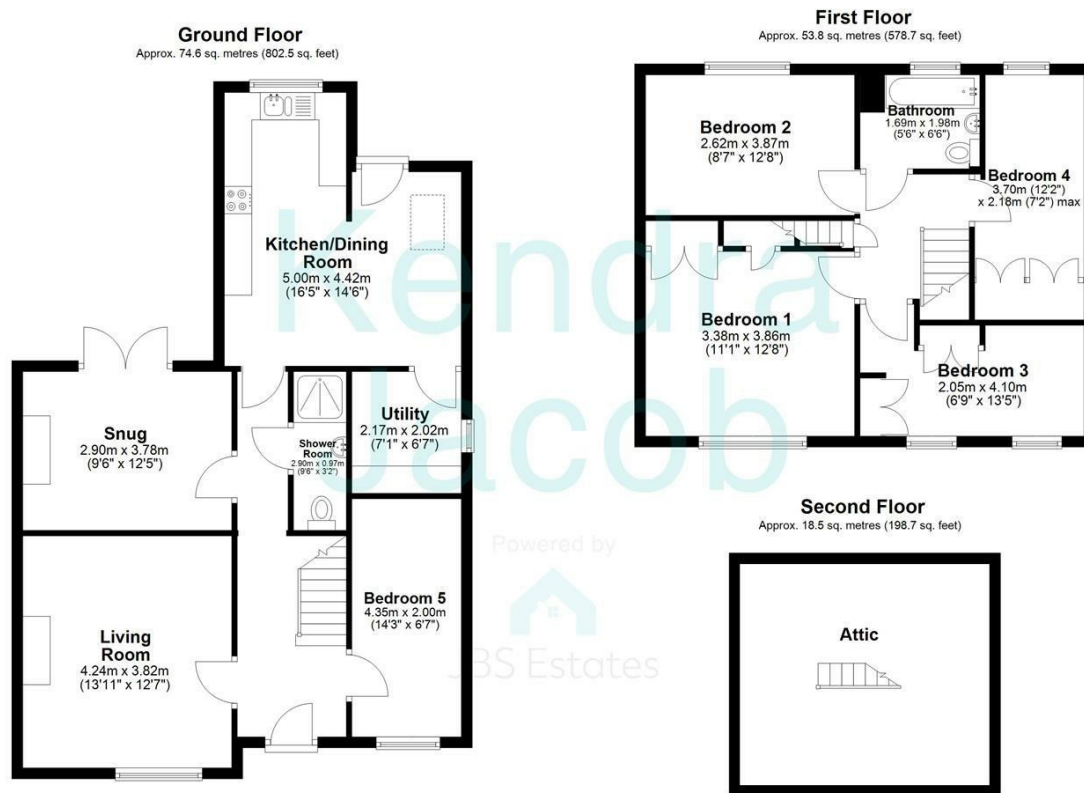 Ground Floor
Approx. 74.6 sq. metres (802.5 sq. feet)
Kitchen/Dining
Room
5.00m x 4.42m
(16'5" x 14'6")
Snug
2.90m x 3.78m
(9'6" x 12'5")
Shower
Room
2.90m x 0.97m
(9'6" x 3'2")
Utility
2.17m x 2.02m
(7'1" x 6'7")
Living
Room
4.24m x 3.82m
(13'11" x 12'7")
Bedroom 5
4.35m x 2.00m
(14'3" x 6'7")
First Floor
Approx. 53.8 sq. metres (578.7 sq. feet)
Bedroom 2
2.62m x 3.87m
(8'7" x 12'8")
Bathroom
1.69m x 1.98m
(5'6" x 6'6")
Bedroom 4
3.70m (12'2")
x 2.18m (7'2") max
Bedroom 1
3.38m x 3.86m
(11'1" x 12'8")
Bedroom 3
2.05m x 4.10m
(6'9" x 13'5")
Second Floor
Approx. 18.5 sq. metres (198.7 sq. feet)
Attic
Kendra
Jacob
Powered by
JBS Estates